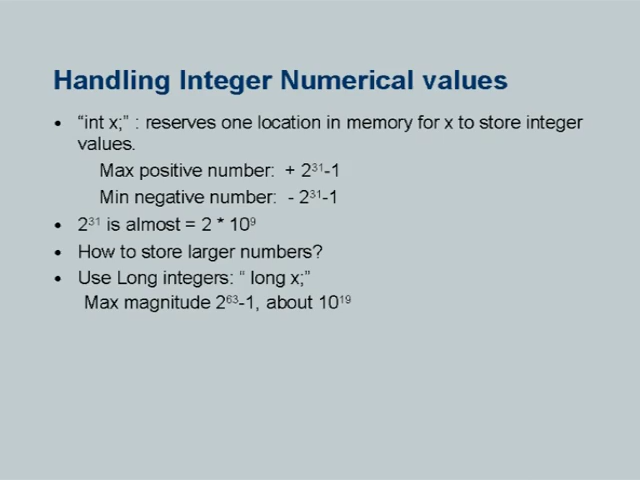 Handling Integer Numerical values
• “int x;” : reserves one location in memory for x to store integer
values.
Max positive number: + 2³¹-1
Min negative number: - 2³¹-1
• 2³¹ is almost = 2 * 10⁹
• How to store larger numbers?
• Use Long integers: “ long x;”
Max magnitude 2⁶³-1, about 10¹⁹